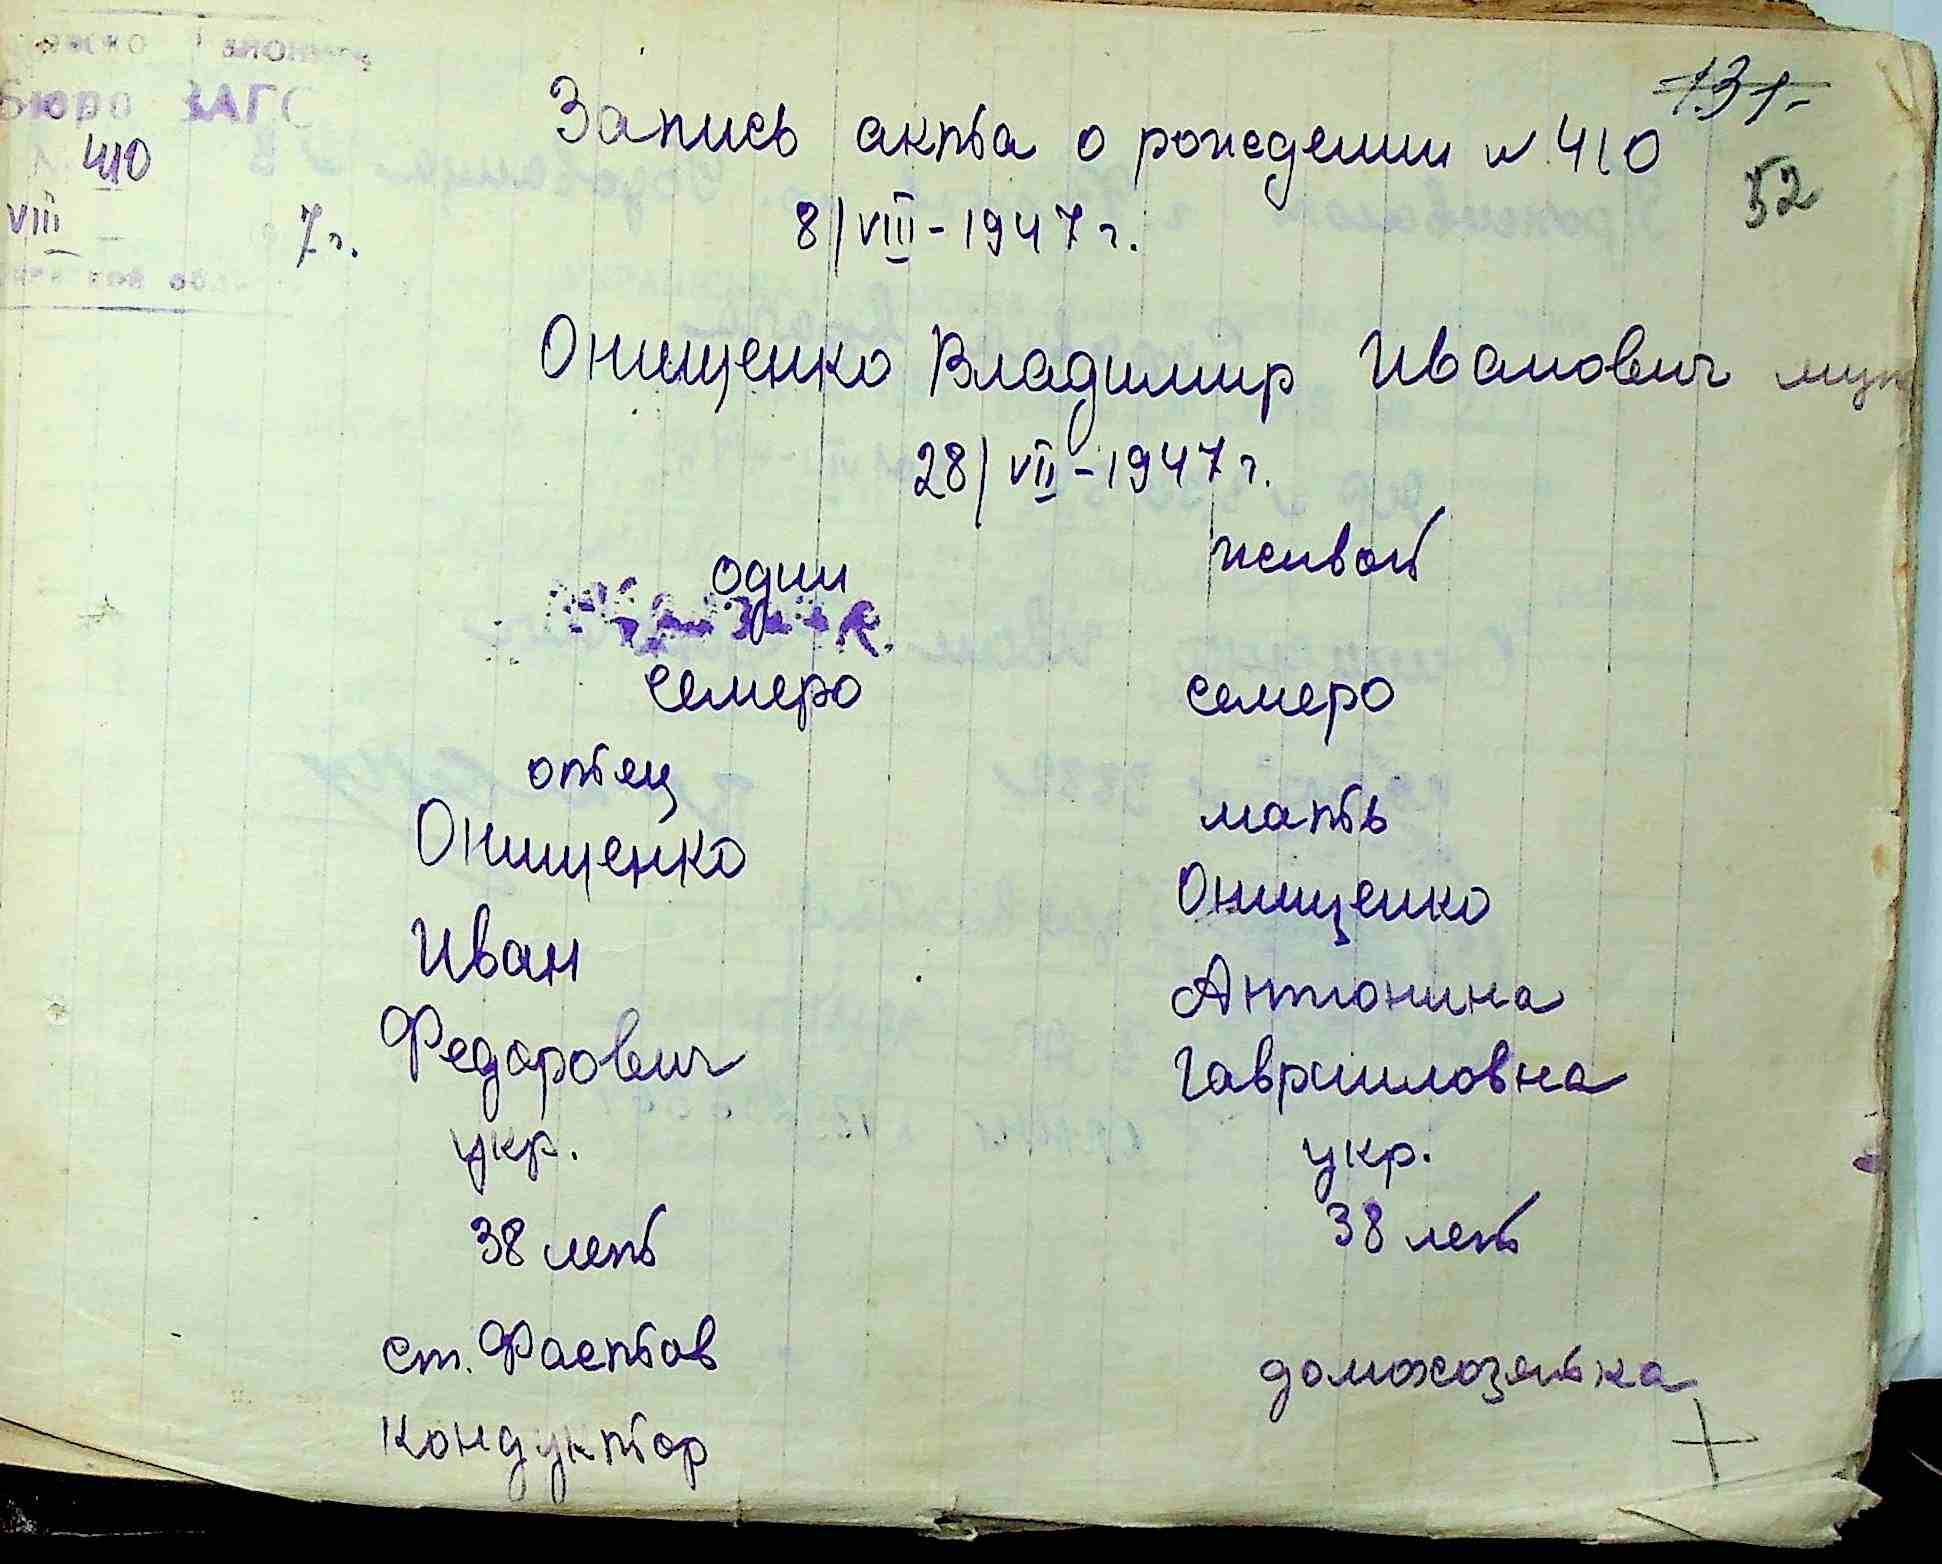 Бюро ЗАГС
410
VIII 7 г.
131
52
Запись акта о рождении № 410
8/VIII - 1947 г.
Онищенко Владимир Иванович муж
28/VII - 1947 г.
один живой
семеро семеро
отец мать
Онищенко Онищенко
Иван Антонина
Федорович Гаврииловна
укр. укр.
38 лет 38 лет
ст. Фастов домохозяйка
Кондуктор